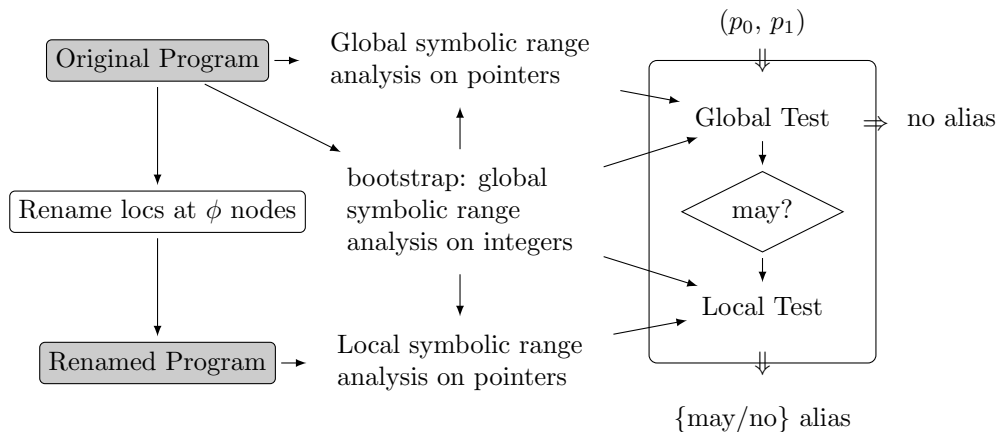 Original Program
Global symbolic range
analysis on pointers
(p₀, p₁)
Global Test
no alias
bootstrap: global
symbolic range
analysis on integers
Rename locs at ϕ nodes
may?
Local Test
Renamed Program
Local symbolic range
analysis on pointers
{may/no} alias